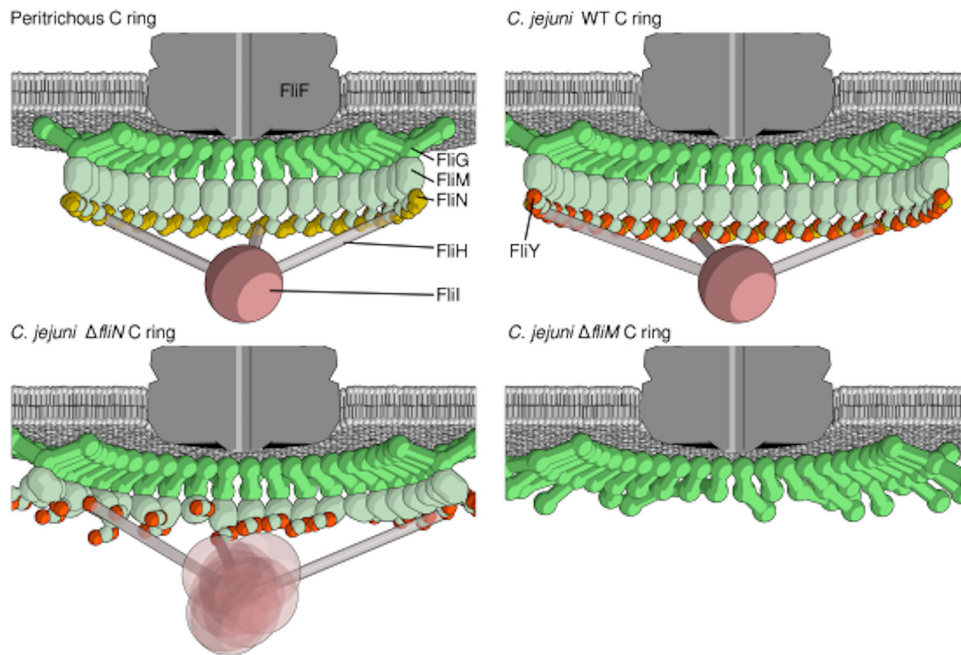 Peritrichous C ring
C. jejuni WT C ring
FliF
FliG
FliM
FliN
FliH
FliI
FliY
C. jejuni ΔfliN C ring
C. jejuni ΔfliM C ring